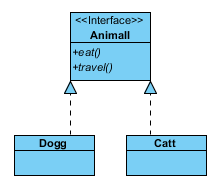 <<Interface>>
Animall
+eat()
+travel()
Dogg
Catt